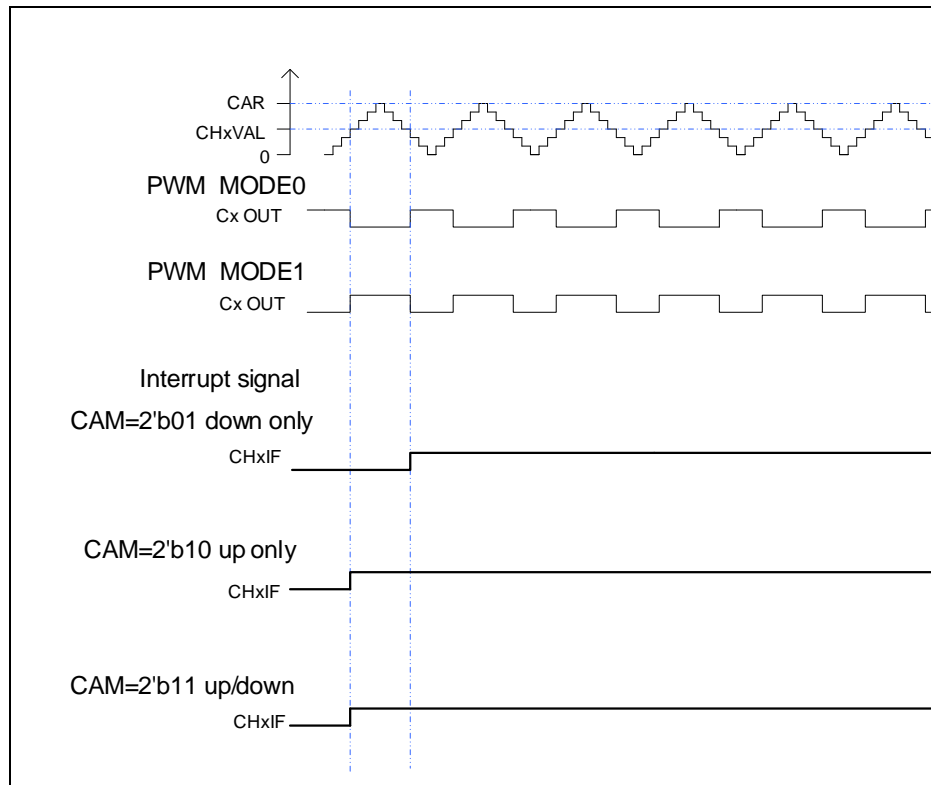 CAR
CHxVAL
0
PWM MODE0
Cx OUT
PWM MODE1
Cx OUT
Interrupt signal
CAM=2'b01 down only
CHxIF
CAM=2'b10 up only
CHxIF
CAM=2'b11 up/down
CHxIF